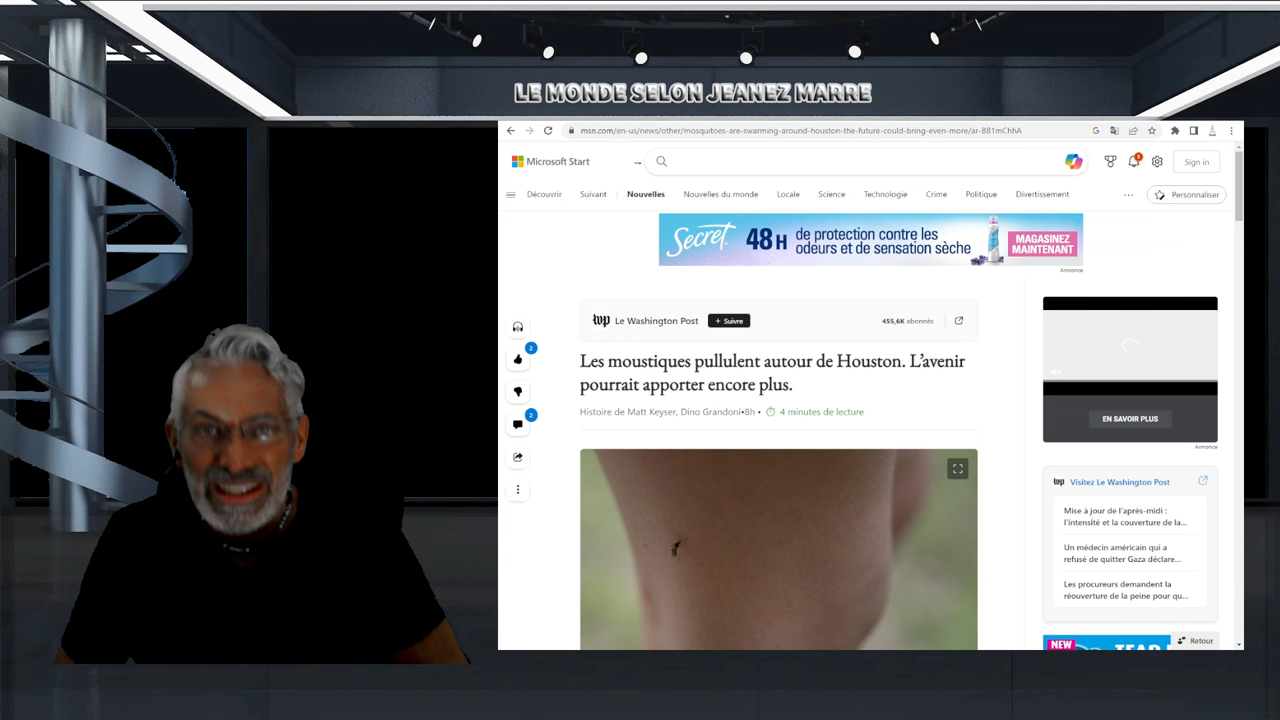 LE MONDE SELON JEANEZ MARRE
msn.com/en-us/news/other/mosquitoes-are-swarming-around-houston-the-future-could-bring-even-more/ar-BB1mChhA
Microsoft Start
3
Sign in
Découvrir Suivant Nouvelles Nouvelles du monde Locale Science Technologie Crime Politique Divertissement ... Personnaliser
Secret 48H de protection contre les
odeurs et de sensation sèche
MAGASINEZ
MAINTENANT
Annonce
wp Le Washington Post + Suivre 455,6K abonnés
2
2
Les moustiques pullulent autour de Houston. L'avenir
pourrait apporter encore plus.
Histoire de Matt Keyser, Dino Grandoni•8h • 4 minutes de lecture
EN SAVOIR PLUS
Annonce
wp Visitez Le Washington Post
Mise à jour de l'après-midi :
l'intensité et la couverture de la...
Un médecin américain qui a
refusé de quitter Gaza déclare...
Les procureurs demandent la
réouverture de la peine pour qu...
NEW
Retour